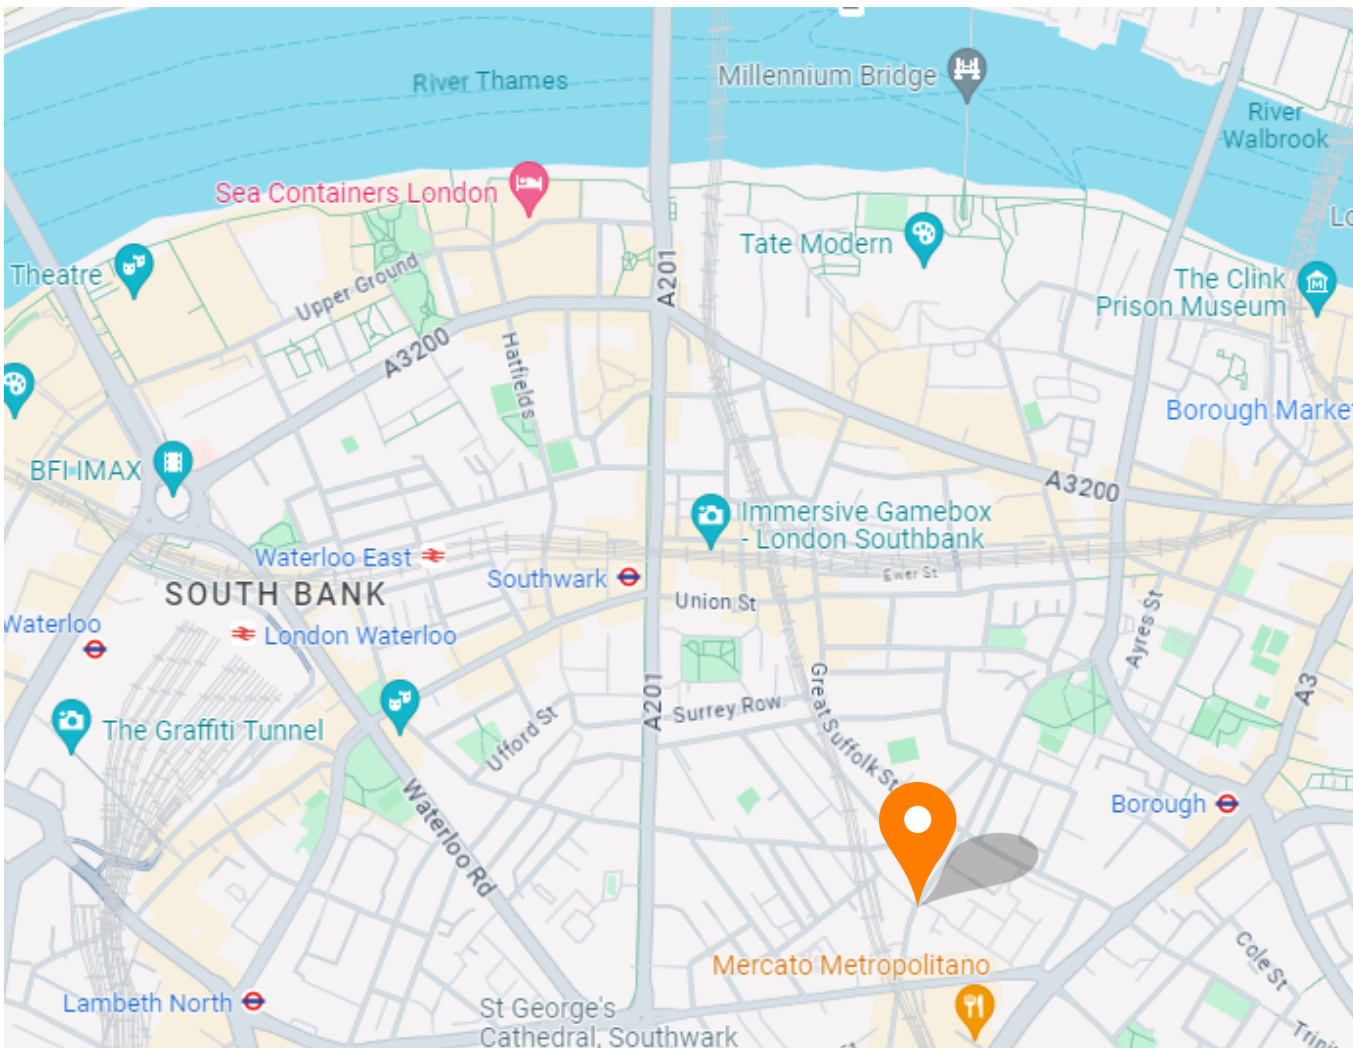 River Thames
Millennium Bridge
River
Walbrook
Sea Containers London
Tate Modern
Theatre
Upper Ground
A201
The Clink
Prison Museum
A3200
Hatfields
Borough Market
BFI IMAX
A3200
Immersive Gamebox
- London Southbank
Waterloo East
Southwark
Ewer St
SOUTH BANK
Union St
Ayres St
Waterloo
London Waterloo
A201
Great Suffolk St
A3
Surrey Row
The Graffiti Tunnel
Ufford St
Waterloo Rd
Borough
Mercato Metropolitano
Cole St
Lambeth North
St George's
Cathedral, Southwark